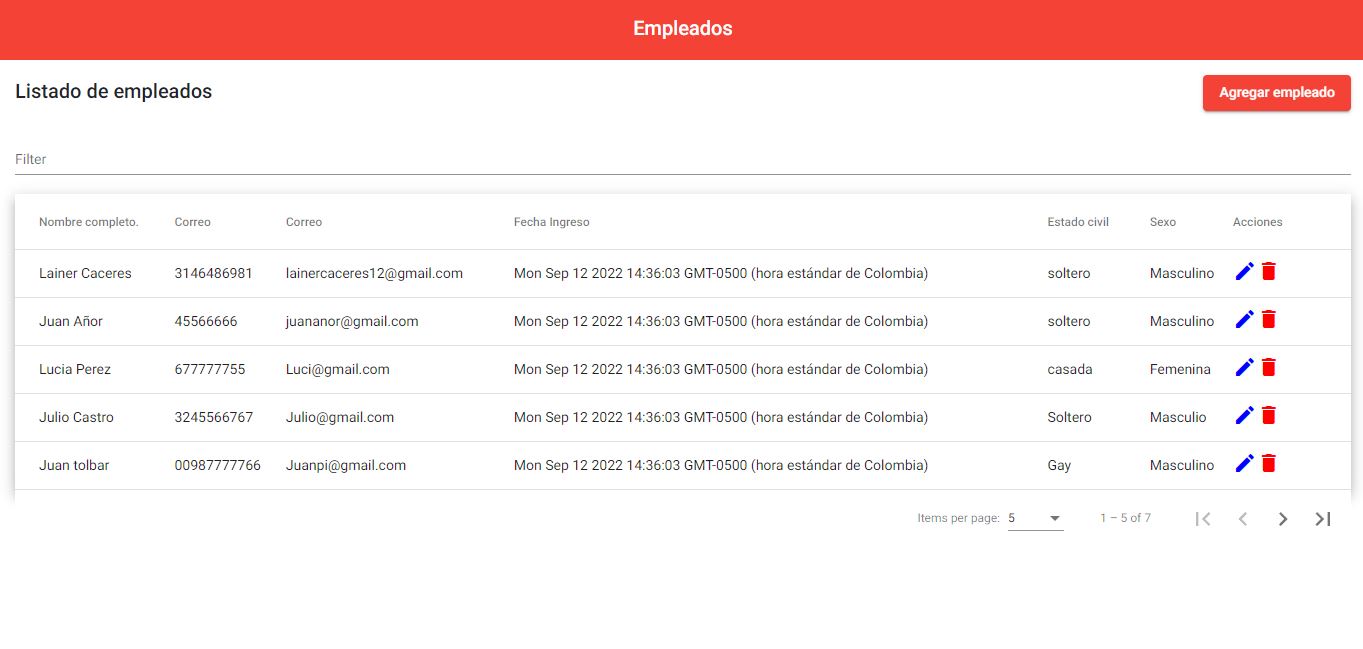 Empleados
Listado de empleados
Agregar empleado
Filter
Nombre completo. Correo Correo Fecha Ingreso Estado civil Sexo Acciones
Lainer Caceres 3146486981 lainercaceres12@gmail.com Mon Sep 12 2022 14:36:03 GMT-0500 (hora estándar de Colombia) soltero Masculino
Juan Añor 45566666 juananor@gmail.com Mon Sep 12 2022 14:36:03 GMT-0500 (hora estándar de Colombia) soltero Masculino
Lucia Perez 677777755 Luci@gmail.com Mon Sep 12 2022 14:36:03 GMT-0500 (hora estándar de Colombia) casada Femenina
Julio Castro 3245566767 Julio@gmail.com Mon Sep 12 2022 14:36:03 GMT-0500 (hora estándar de Colombia) Soltero Masculio
Juan tolbar 00987777766 Juanpi@gmail.com Mon Sep 12 2022 14:36:03 GMT-0500 (hora estándar de Colombia) Gay Masculino
Items per page: 5 1 – 5 of 7